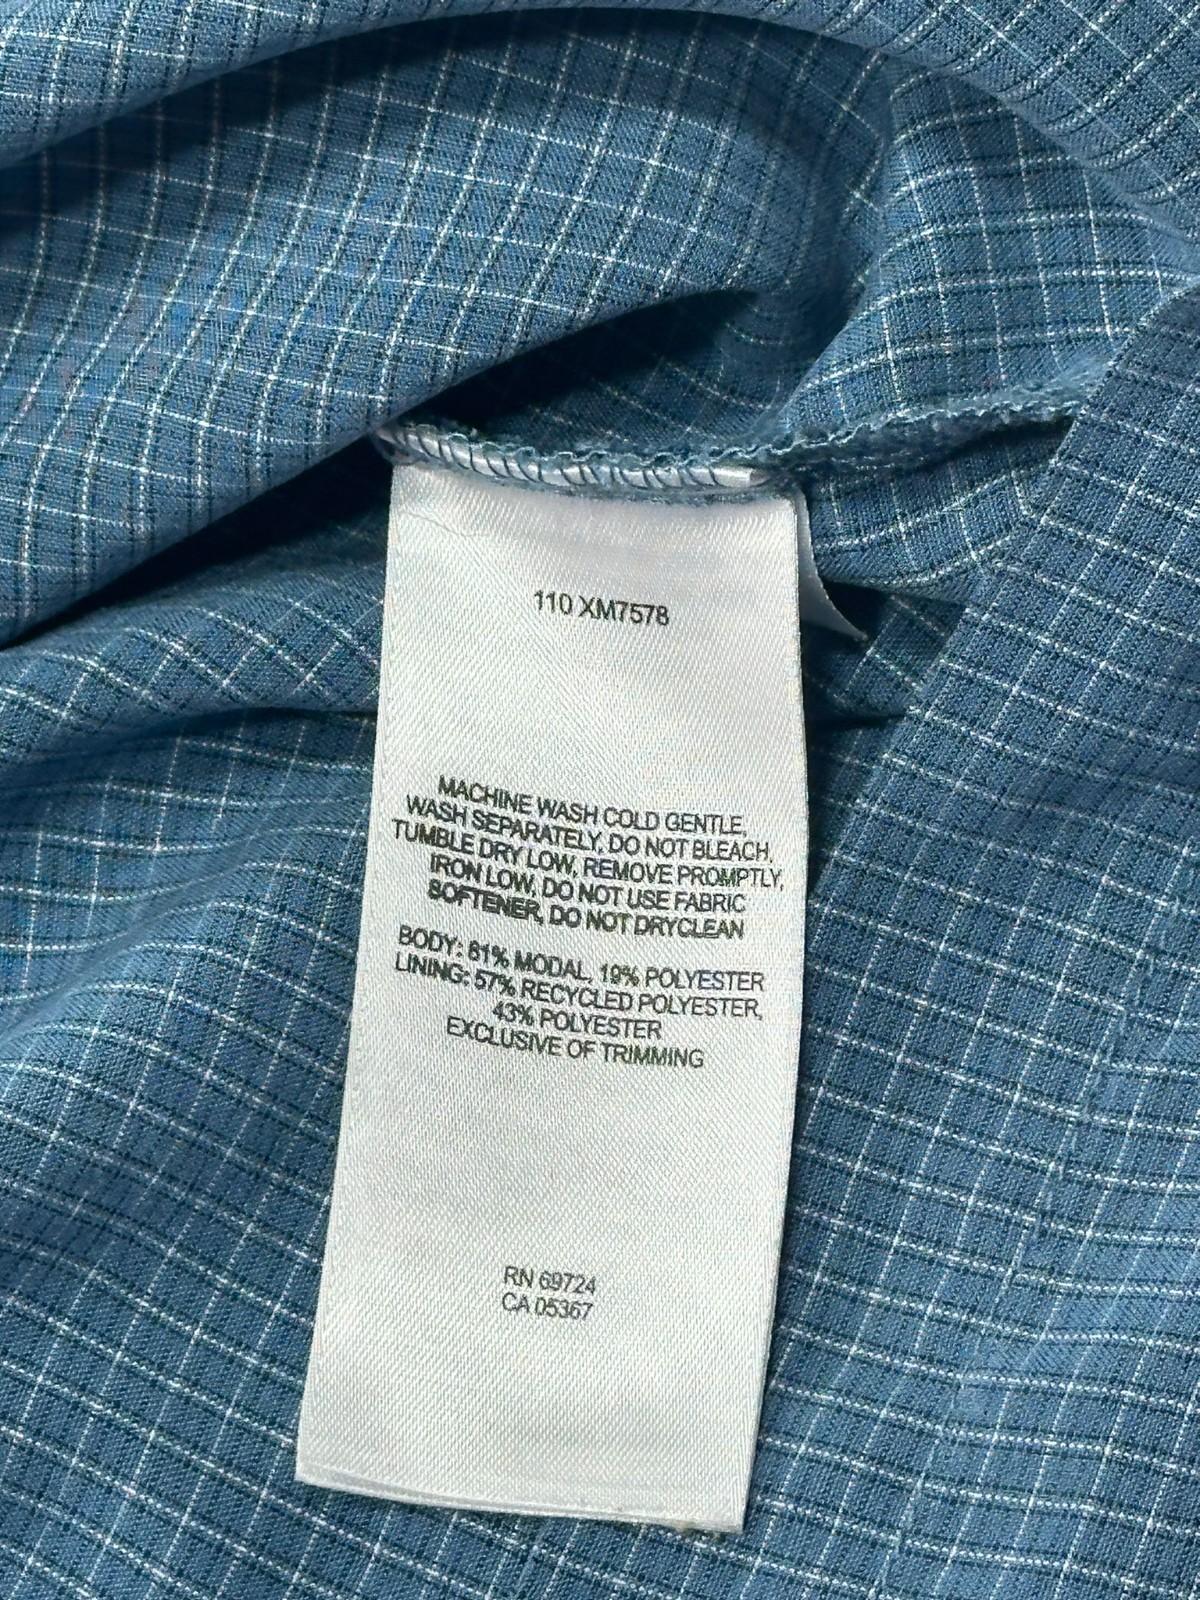 110 XM7578
MACHINE WASH COLD GENTLE,
WASH SEPARATELY, DO NOT BLEACH,
TUMBLE DRY LOW, REMOVE PROMPTLY,
IRON LOW, DO NOT USE FABRIC
SOFTENER, DO NOT DRYCLEAN
BODY: 81% MODAL, 19% POLYESTER
LINING: 57% RECYCLED POLYESTER,
43% POLYESTER
EXCLUSIVE OF TRIMMING
RN 69724
CA 05367